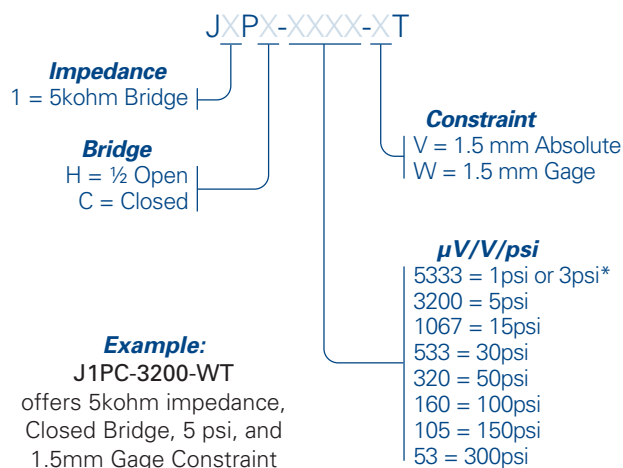 JXPX-XXXX-XT
Impedance
1 = 5kohm Bridge
Bridge
H = ½ Open
C = Closed
Constraint
V = 1.5 mm Absolute
W = 1.5 mm Gage
µV/V/psi
5333 = 1psi or 3psi*
3200 = 5psi
1067 = 15psi
533 = 30psi
320 = 50psi
160 = 100psi
105 = 150psi
53 = 300psi
Example:
J1PC-3200-WT
offers 5kohm impedance,
Closed Bridge, 5 psi, and
1.5mm Gage Constraint